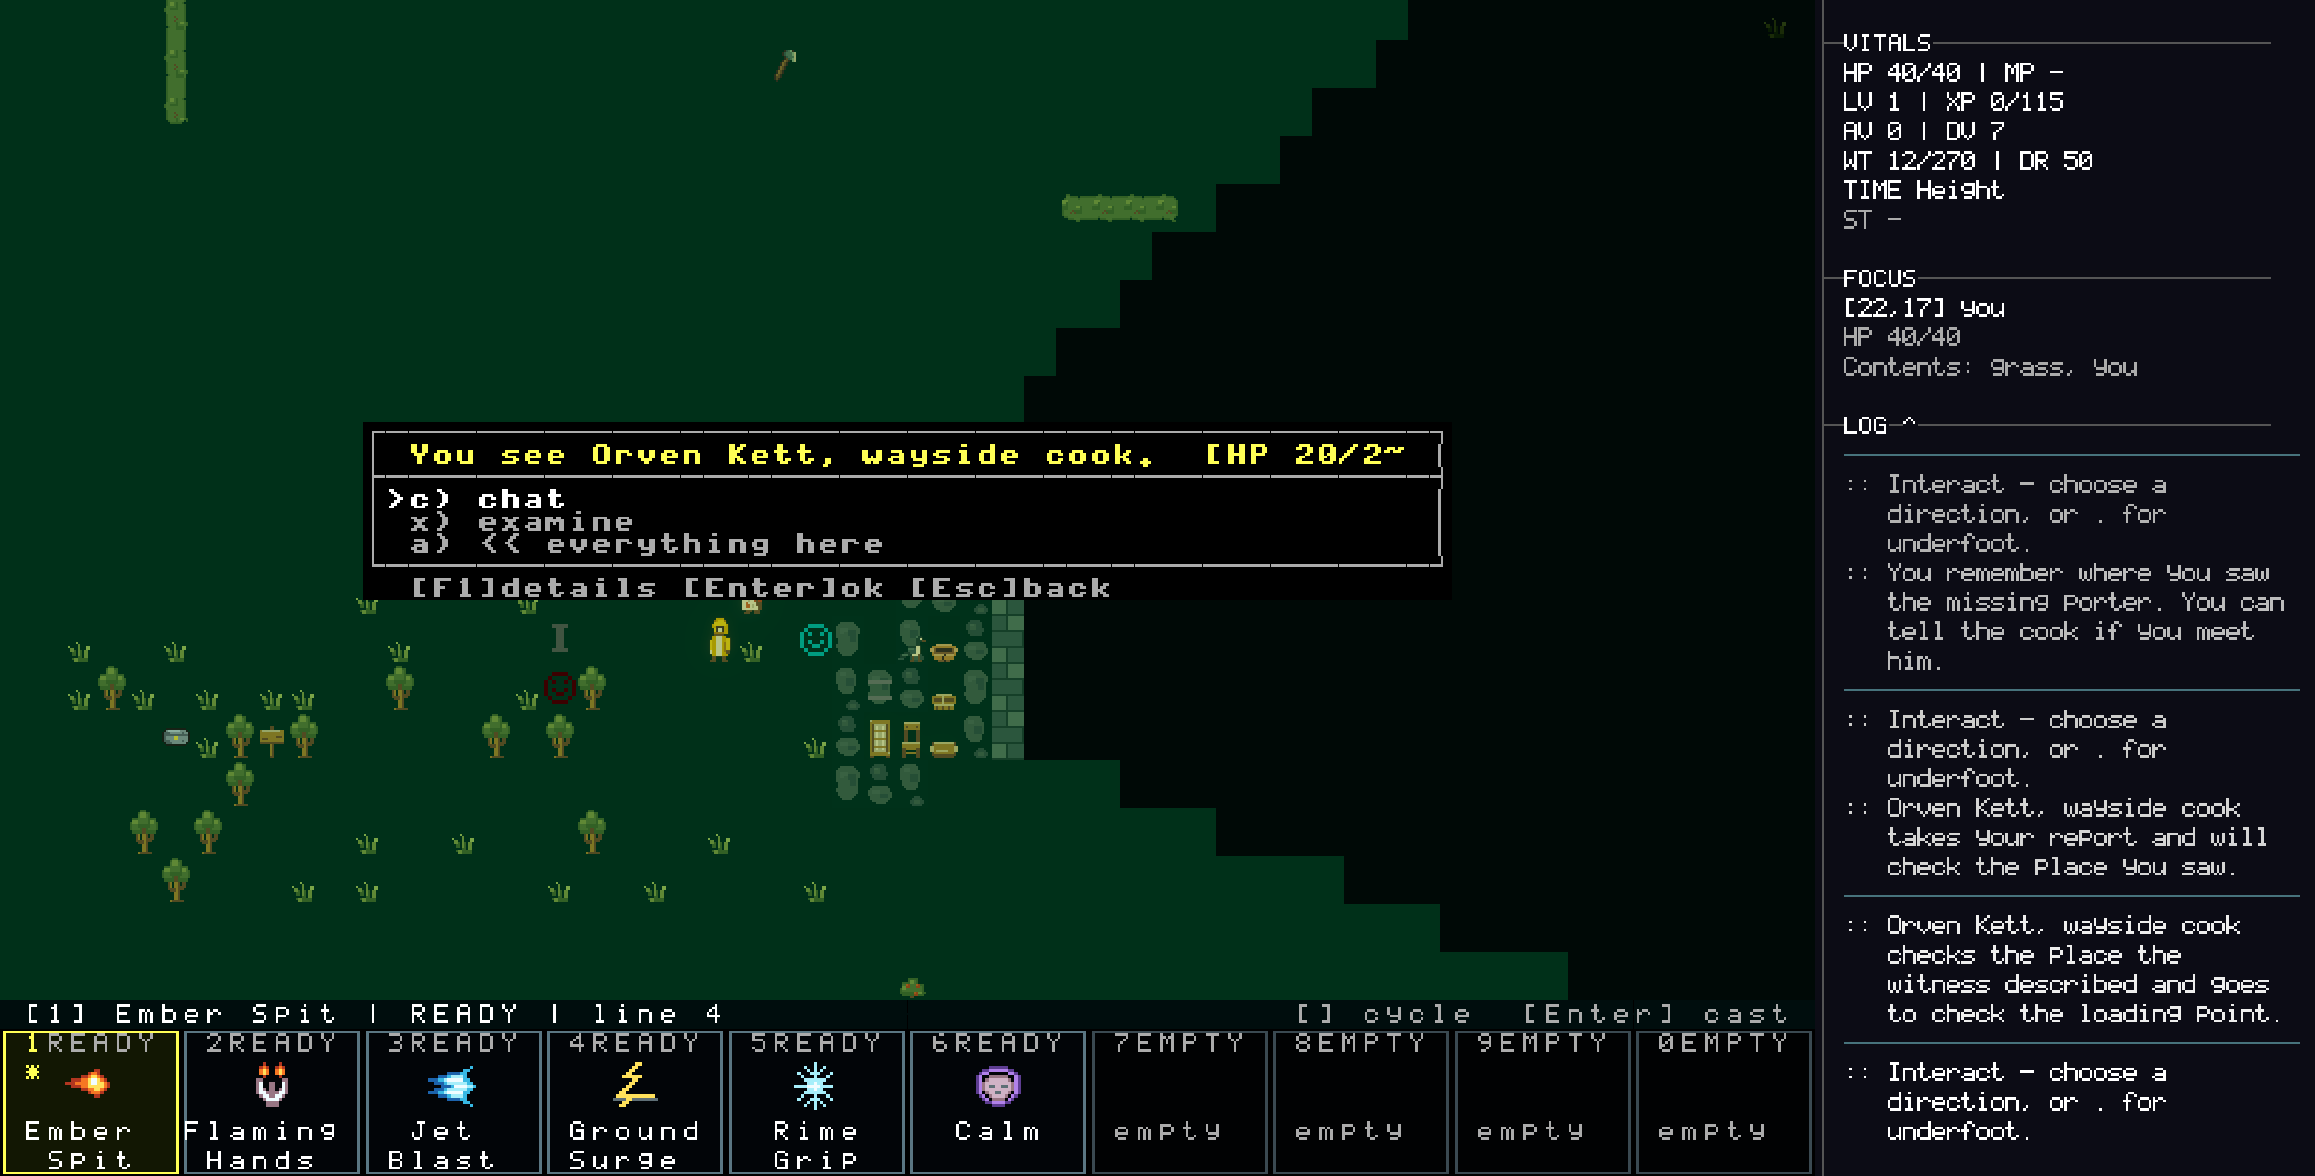 VITALS
HP 40/40 | MP -
LV 1 | XP 0/115
AV 0 | DV 7
WT 12/270 | DR 50
TIME Height
ST -
FOCUS
[22,17] you
HP 40/40
Contents: grass, you
LOG ^
:: Interact - choose a
direction, or . for
underfoot.
:: You remember where you saw
the missing porter. You can
tell the cook if you meet
him.
:: Interact - choose a
direction, or . for
underfoot.
:: Orven Kett, wayside cook
takes your report and will
check the place you saw.
:: Orven Kett, wayside cook
checks the place the
witness described and goes
to check the loading point.
:: Interact - choose a
direction, or . for
underfoot.
You see Orven Kett, wayside cook. [HP 20/2~
>c) chat
x) examine
a) << everything here
[F1]details [Enter]ok [Esc]back
I
[1] Ember Spit | READY | line 4
[] cycle [Enter] cast
1READY 2READY 3READY 4READY 5READY 6READY 7EMPTY 8EMPTY 9EMPTY 0EMPTY
*
Ember Flaming Jet Ground Rime Calm empty empty empty empty
Spit Hands Blast Surge Grip